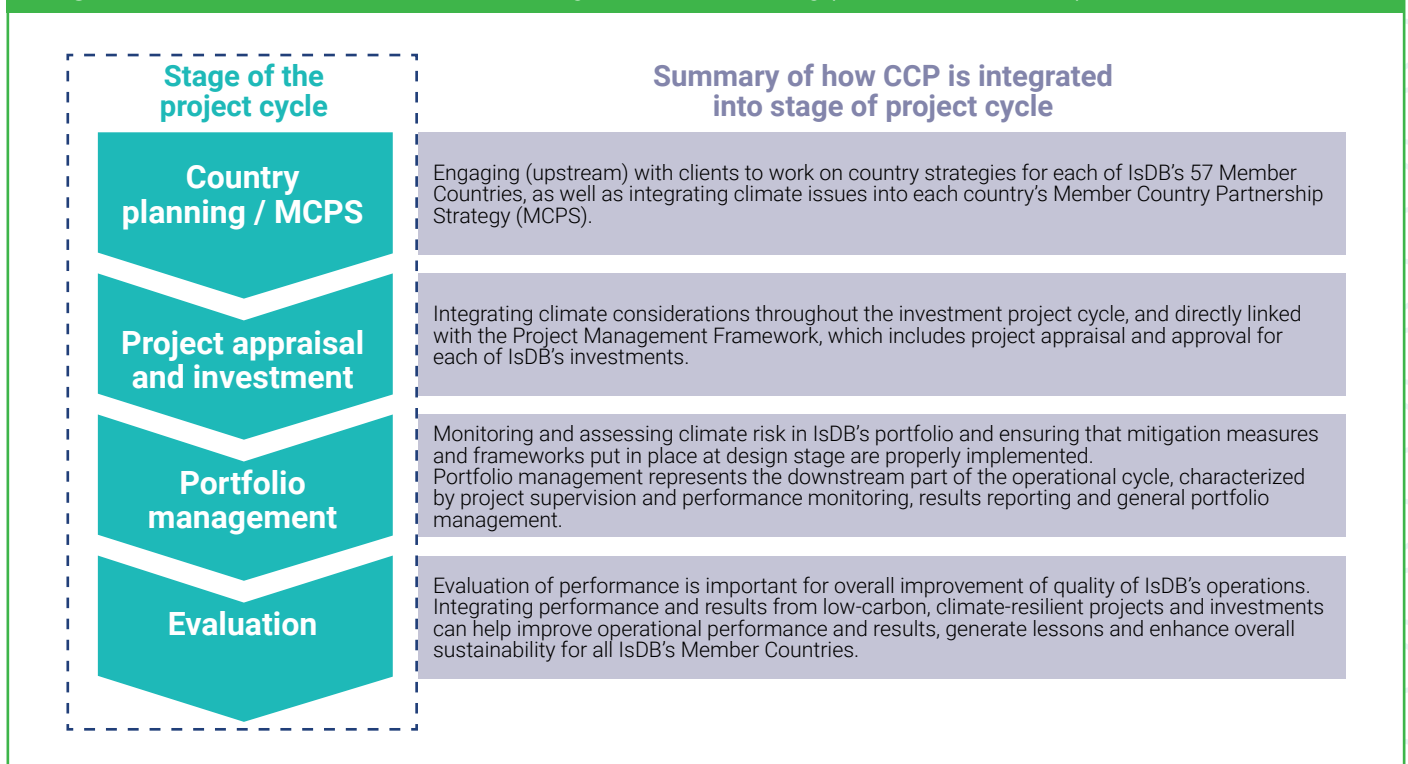 Stage of the
project cycle
Summary of how CCP is integrated
into stage of project cycle
Country
planning / MCPS
Engaging (upstream) with clients to work on country strategies for each of IsDB's 57 Member
Countries, as well as integrating climate issues into each country's Member Country Partnership
Strategy (MCPS).
Project appraisal
and investment
Integrating climate considerations throughout the investment project cycle, and directly linked
with the Project Management Framework, which includes project appraisal and approval for
each of IsDB's investments.
Portfolio
management
Monitoring and assessing climate risk in IsDB's portfolio and ensuring that mitigation measures
and frameworks put in place at design stage are properly implemented.
Portfolio management represents the downstream part of the operational cycle, characterized
by project supervision and performance monitoring, results reporting and general portfolio
management.
Evaluation
Evaluation of performance is important for overall improvement of quality of IsDB's operations.
Integrating performance and results from low-carbon, climate-resilient projects and investments
can help improve operational performance and results, generate lessons and enhance overall
sustainability for all IsDB's Member Countries.